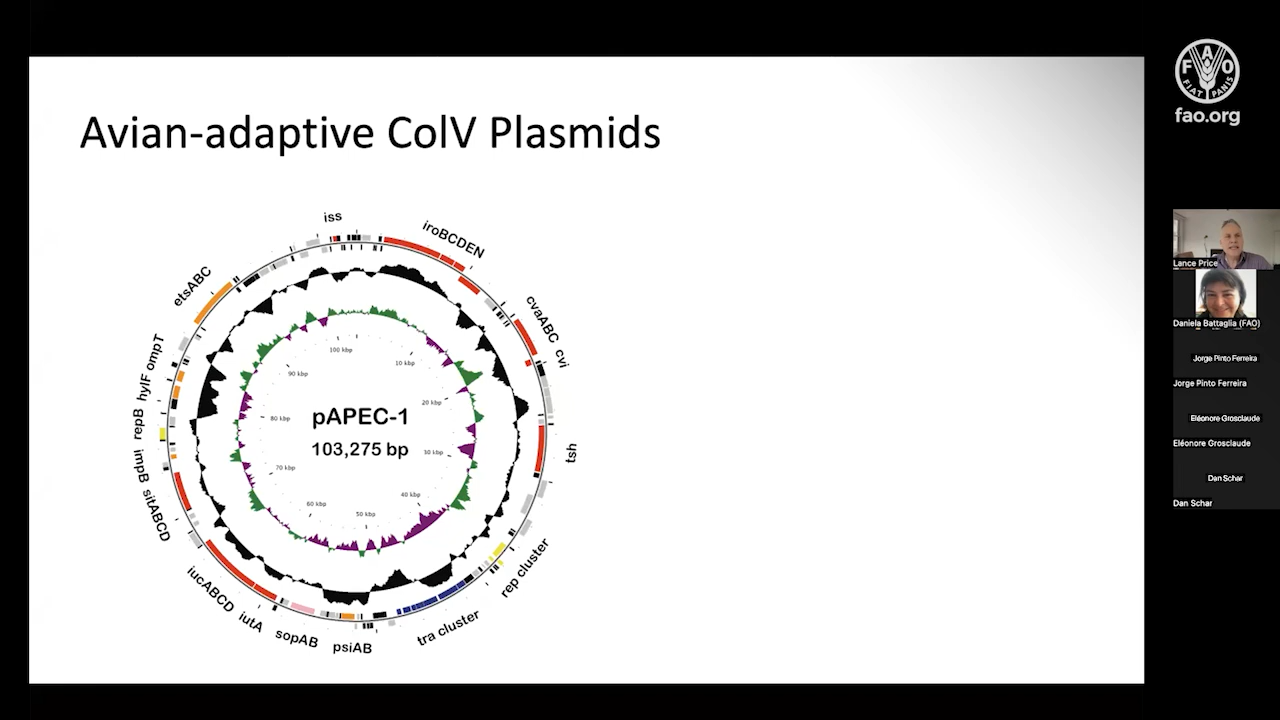 Avian-adaptive ColV Plasmids
iss
iroBCDEN
cvaABC cvi
tsh
rep cluster
tra cluster
psiAB
sopAB
iutA
iucABCD
sitABCD
impB
repB
hylF
ompT
etsABC
100 kbp
10 kbp
20 kbp
30 kbp
40 kbp
50 kbp
60 kbp
70 kbp
80 kbp
90 kbp
pAPEC-1
103,275 bp
FAO
FIAT PANIS
fao.org
Lance Price
Daniela Battaglia (FAO)
Jorge Pinto Ferreira
Jorge Pinto Ferreira
Eléonore Grosclaude
Eléonore Grosclaude
Dan Schar
Dan Schar